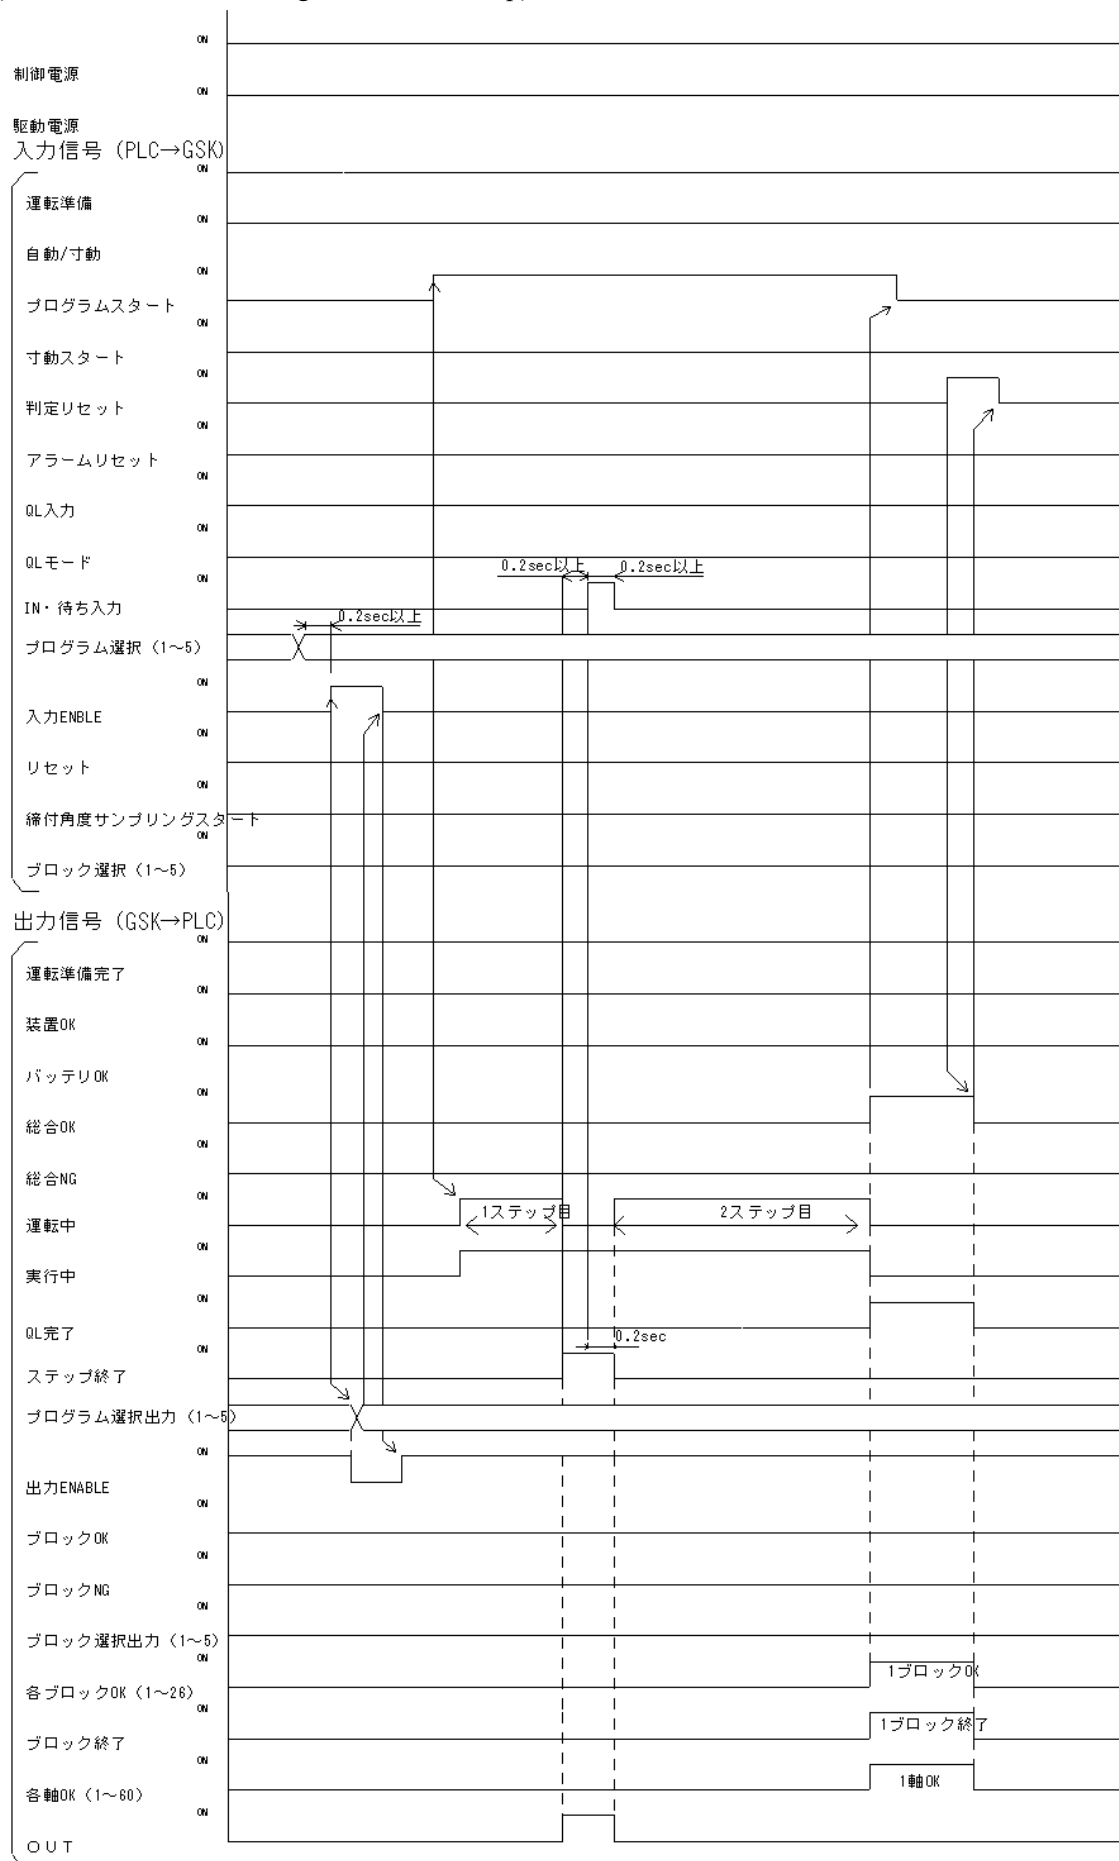 ON
制御電源
ON
駆動電源
入力信号（PLC→GSK）
ON
運転準備
ON
自動/寸動
ON
プログラムスタート
ON
寸動スタート
ON
判定リセット
ON
アラームリセット
ON
QL入力
ON
QLモード
0.2sec以上 0.2sec以上
ON
IN・待ち入力
0.2sec以上
プログラム選択（1～5）
ON
入力ENBLE
ON
リセット
ON
締付角度サンプリングスタート
ON
ブロック選択（1～5）
出力信号（GSK→PLC）
ON
運転準備完了
ON
装置OK
ON
バッテリOK
ON
総合OK
ON
総合NG
ON
1ステップ目 2ステップ目
運転中
ON
実行中
ON
QL完了
0.2sec
ON
ステップ終了
プログラム選択出力（1～5）
ON
出力ENABLE
ON
ブロックOK
ON
ブロックNG
ON
ブロック選択出力（1～5）
ON
1ブロックOK
各ブロックOK（1～26）
ON
1ブロック終了
ブロック終了
ON
1軸OK
各軸OK（1～60）
ON
ＯＵＴ